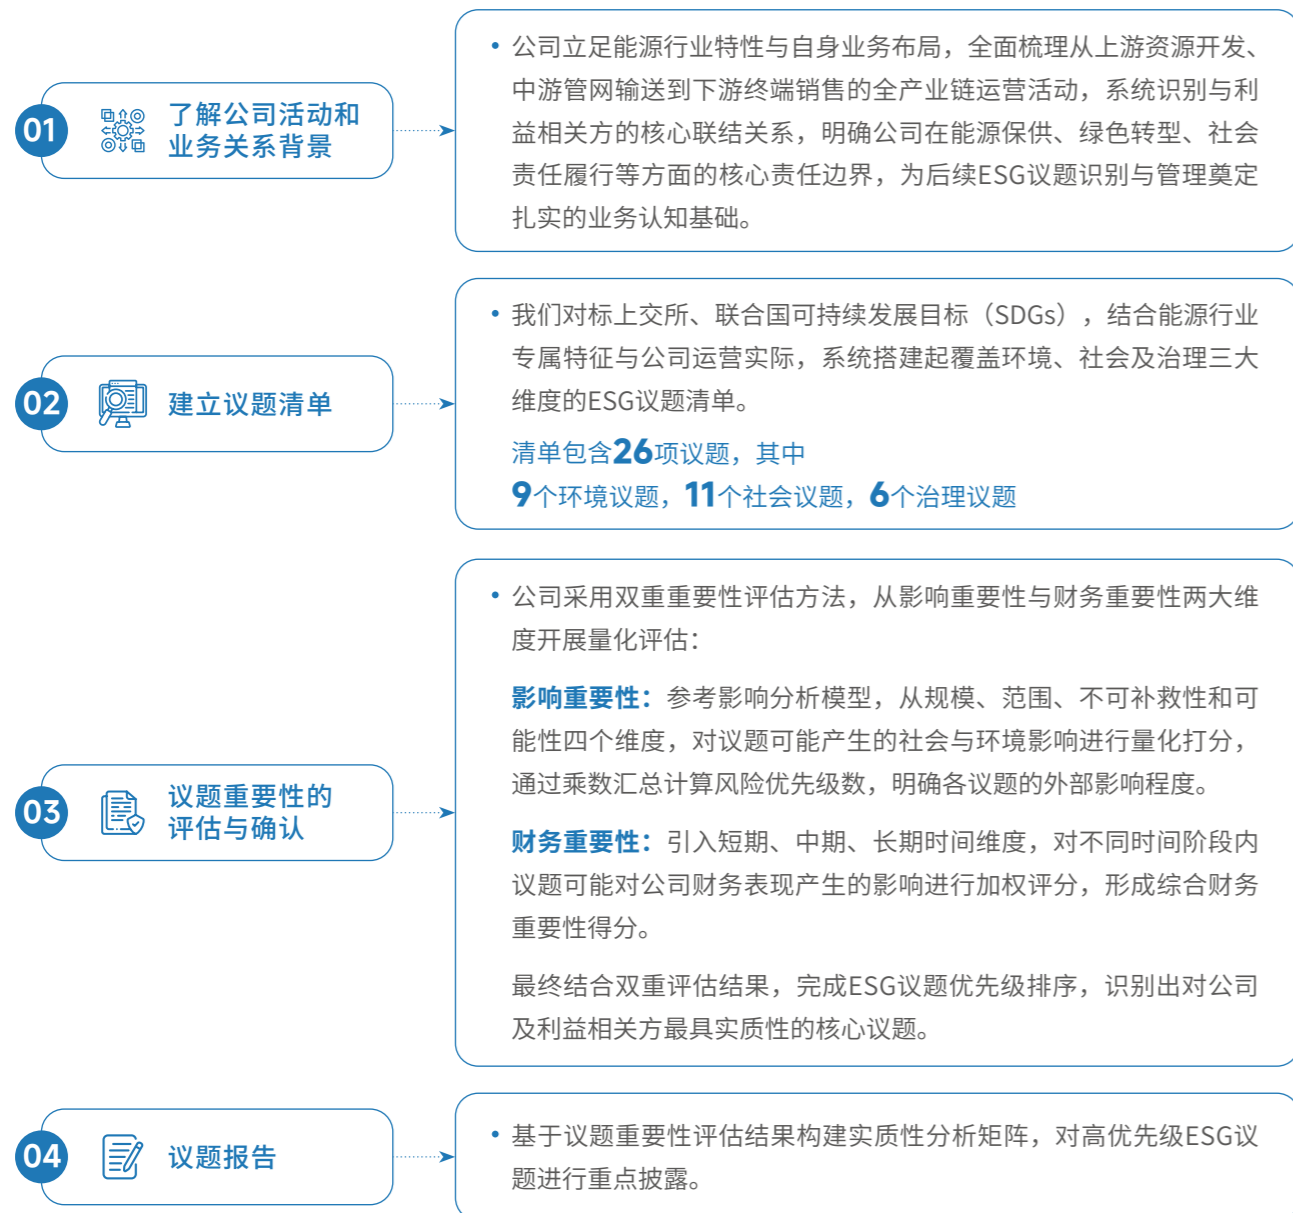 01
了解公司活动和
业务关系背景
• 公司立足能源行业特性与自身业务布局，全面梳理从上游资源开发、
中游管网输送到下游终端销售的全产业链运营活动，系统识别与利
益相关方的核心联结关系，明确公司在能源保供、绿色转型、社会
责任履行等方面的核心责任边界，为后续ESG议题识别与管理奠定
扎实的业务认知基础。
02
建立议题清单
• 我们对标上交所、联合国可持续发展目标（SDGs），结合能源行业
专属特征与公司运营实际，系统搭建起覆盖环境、社会及治理三大
维度的ESG议题清单。
清单包含26项议题，其中
9个环境议题，11个社会议题，6个治理议题
03
议题重要性的
评估与确认
• 公司采用双重重要性评估方法，从影响重要性与财务重要性两大维
度开展量化评估：
影响重要性：参考影响分析模型，从规模、范围、不可补救性和可
能性四个维度，对议题可能产生的社会与环境影响进行量化打分，
通过乘数汇总计算风险优先级数，明确各议题的外部影响程度。
财务重要性：引入短期、中期、长期时间维度，对不同时间阶段内
议题可能对公司财务表现产生的影响进行加权评分，形成综合财务
重要性得分。
最终结合双重评估结果，完成ESG议题优先级排序，识别出对公司
及利益相关方最具实质性的核心议题。
04
议题报告
• 基于议题重要性评估结果构建实质性分析矩阵，对高优先级ESG议
题进行重点披露。